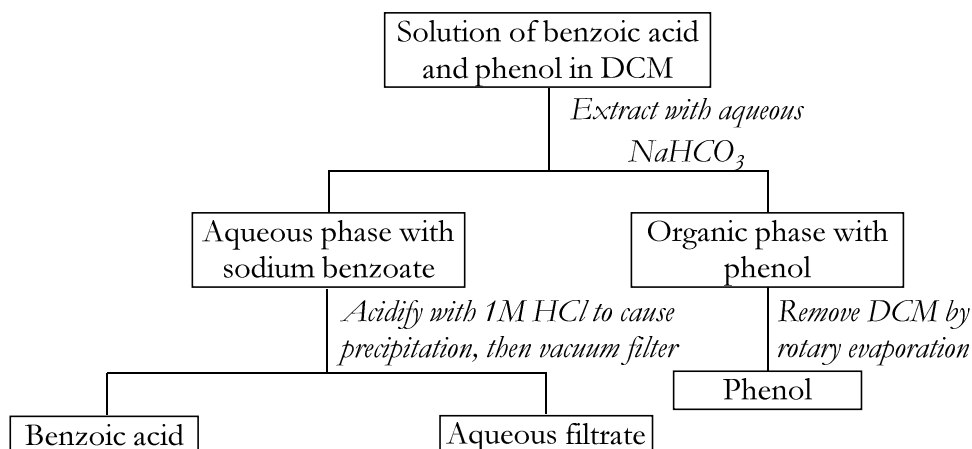 Solution of benzoic acid
and phenol in DCM
Extract with aqueous
NaHCO₃
Aqueous phase with
sodium benzoate
Organic phase with
phenol
Acidify with 1M HCl to cause
precipitation, then vacuum filter
Remove DCM by
rotary evaporation
Phenol
Benzoic acid
Aqueous filtrate